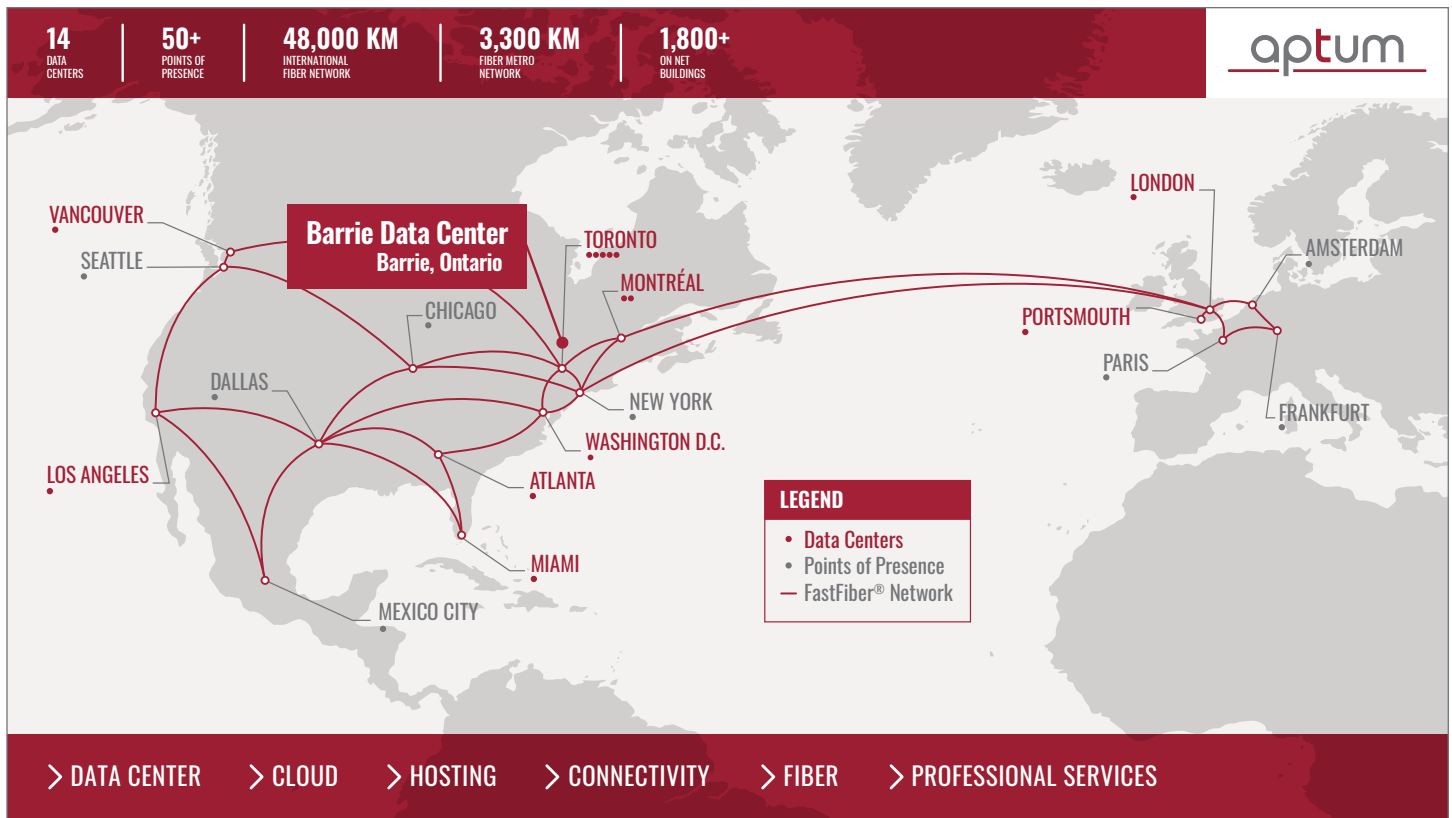 14
DATA
CENTERS
50+
POINTS OF
PRESENCE
48,000 KM
INTERNATIONAL
FIBER NETWORK
3,300 KM
FIBER METRO
NETWORK
1,800+
ON NET
BUILDINGS
aptum
VANCOUVER
SEATTLE
Barrie Data Center
Barrie, Ontario
TORONTO
MONTRÉAL
CHICAGO
DALLAS
NEW YORK
WASHINGTON D.C.
LOS ANGELES
ATLANTA
MIAMI
MEXICO CITY
LONDON
AMSTERDAM
PORTSMOUTH
PARIS
FRANKFURT
LEGEND
Data Centers
Points of Presence
FastFiber® Network
DATA CENTER
CLOUD
HOSTING
CONNECTIVITY
FIBER
PROFESSIONAL SERVICES